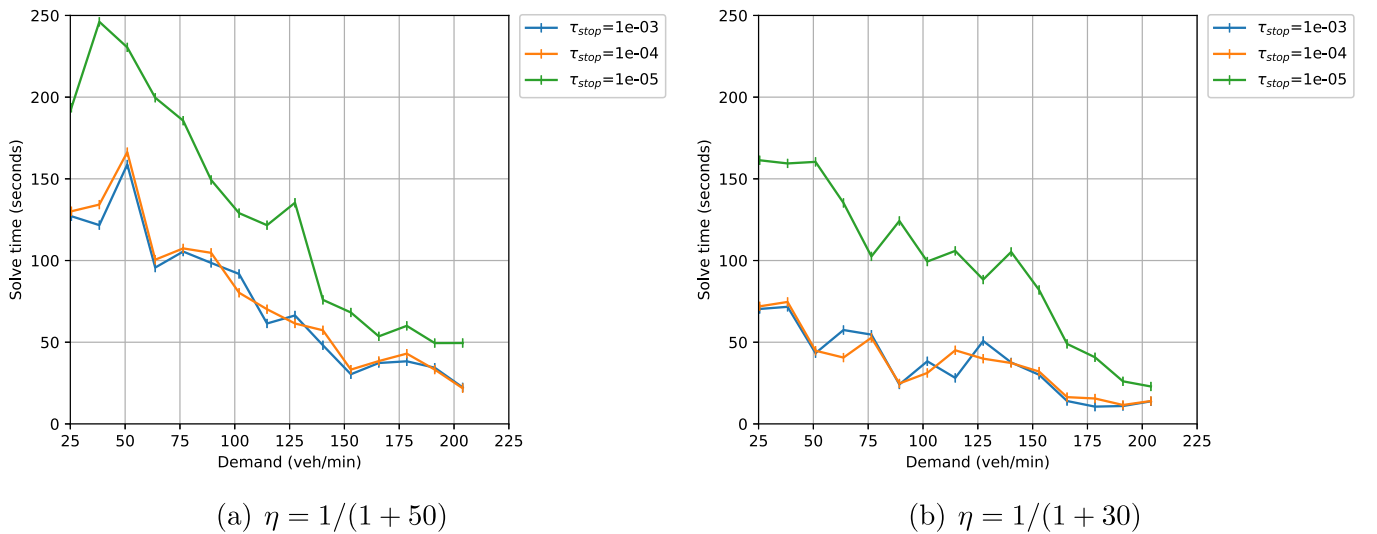 250
200
150
100
50
0
Solve time (seconds)
25 50 75 100 125 150 175 200 225
Demand (veh/min)
τstop=1e-03
τstop=1e-04
τstop=1e-05
(a) η = 1/(1 + 50)
250
200
150
100
50
0
Solve time (seconds)
25 50 75 100 125 150 175 200 225
Demand (veh/min)
τstop=1e-03
τstop=1e-04
τstop=1e-05
(b) η = 1/(1 + 30)